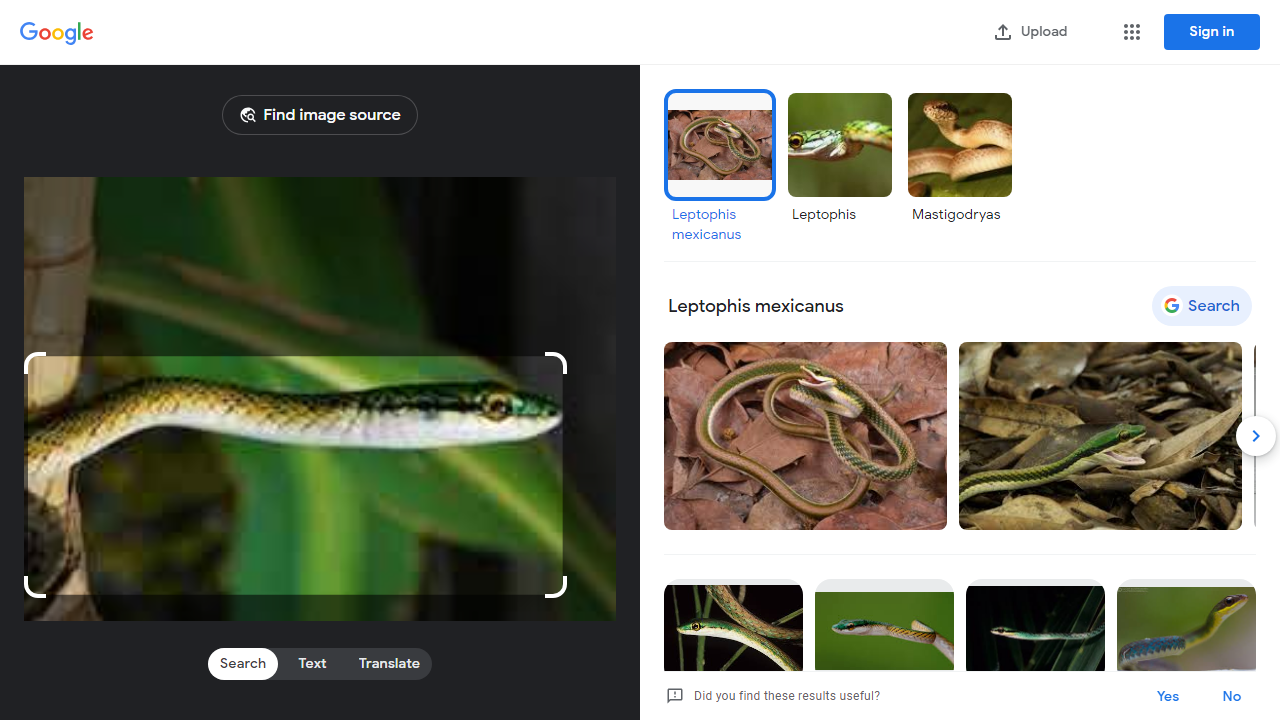 Google
Upload
Sign in
Find image source
Leptophis
mexicanus
Leptophis
Mastigodryas
Leptophis mexicanus
Search
Search
Text
Translate
Did you find these results useful?
Yes
No